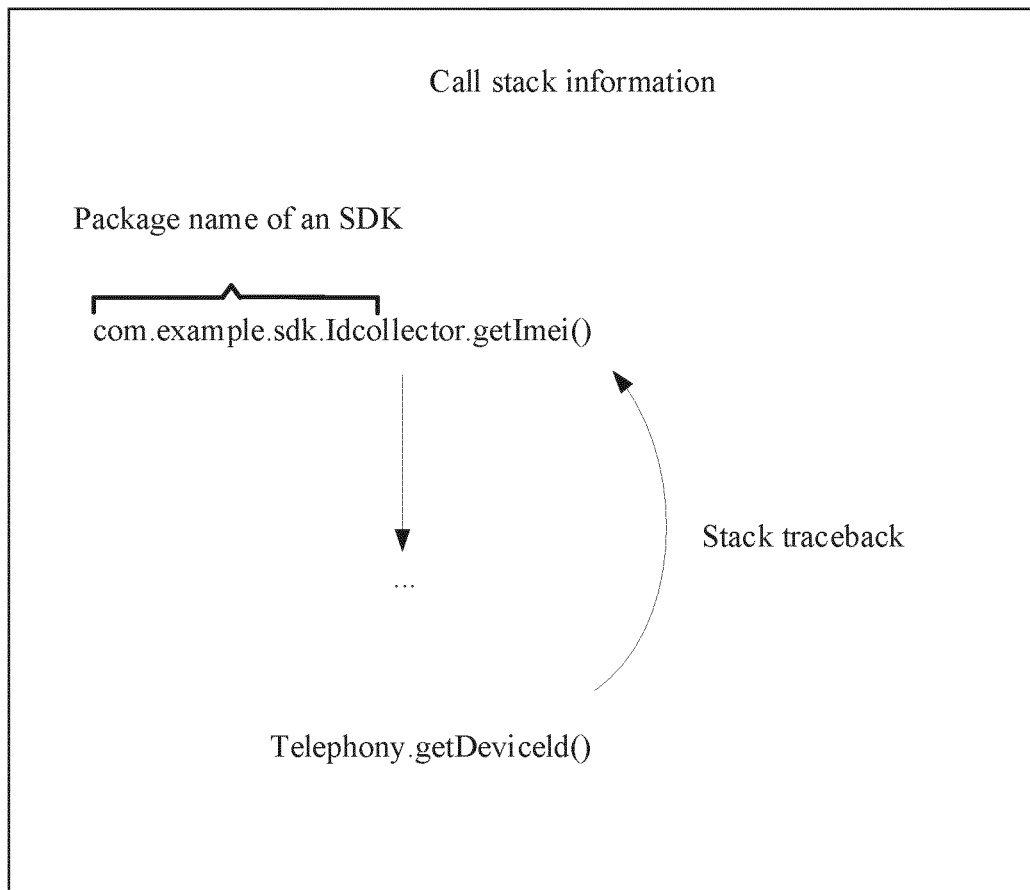 Call stack information
Package name of an SDK
com.example.sdk.Idcollector.getImei()
Stack traceback
...
Telephony.getDeviceId()